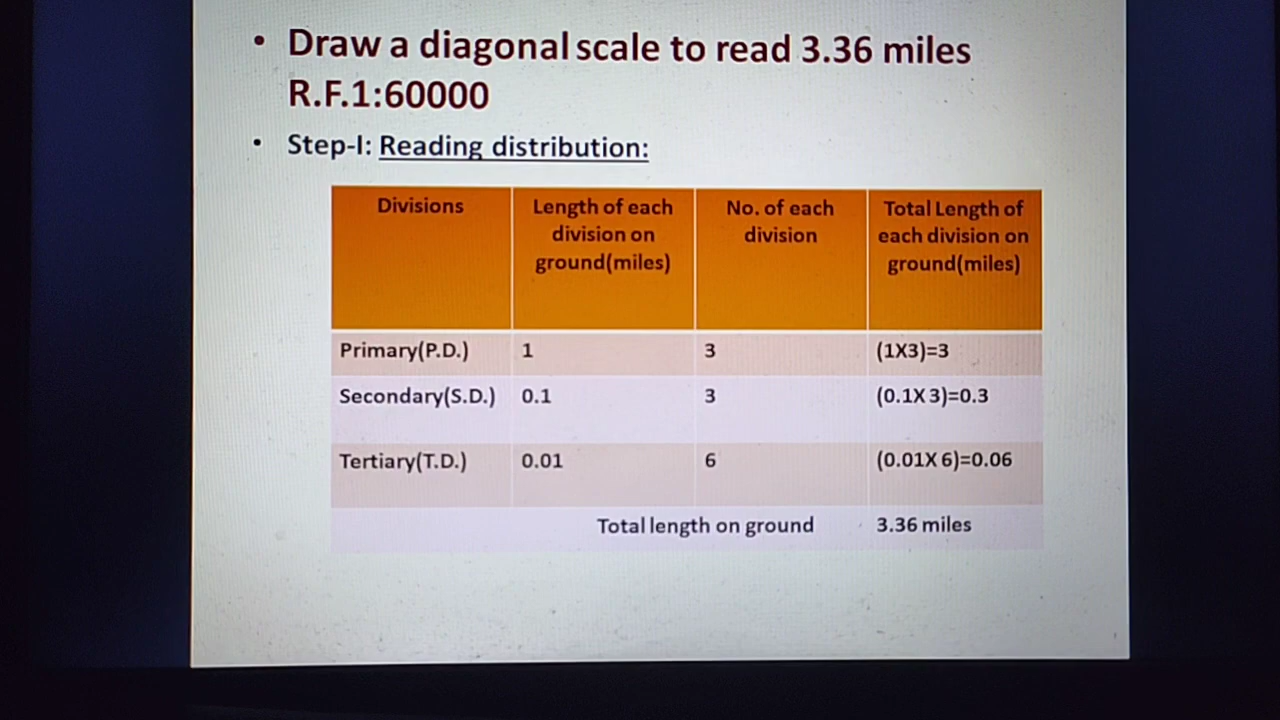 • Draw a diagonal scale to read 3.36 miles
R.F.1:60000
• Step-I: Reading distribution:
Divisions
Length of each
division on
ground(miles)
No. of each
division
Total Length of
each division on
ground(miles)
Primary(P.D.) 1 3 (1X3)=3
Secondary(S.D.) 0.1 3 (0.1X 3)=0.3
Tertiary(T.D.) 0.01 6 (0.01X 6)=0.06
Total length on ground 3.36 miles